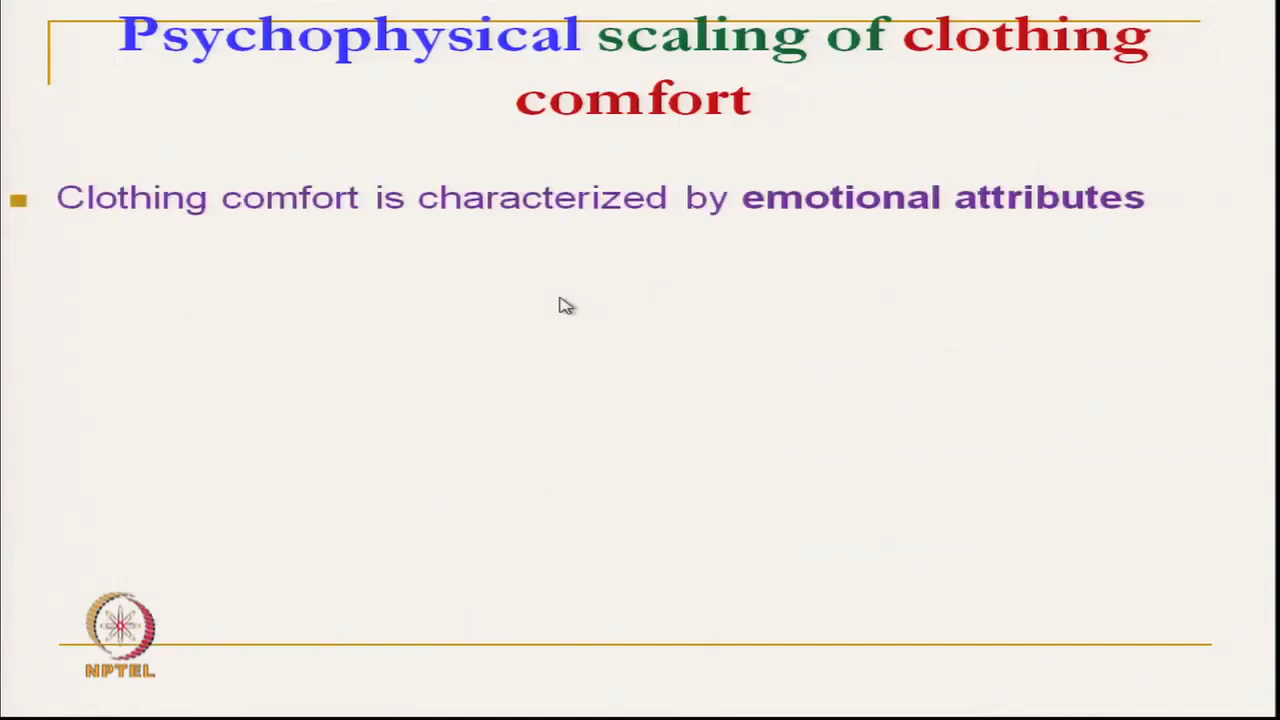 Psychophysical scaling of clothing
comfort
Clothing comfort is characterized by emotional attributes
NPTEL